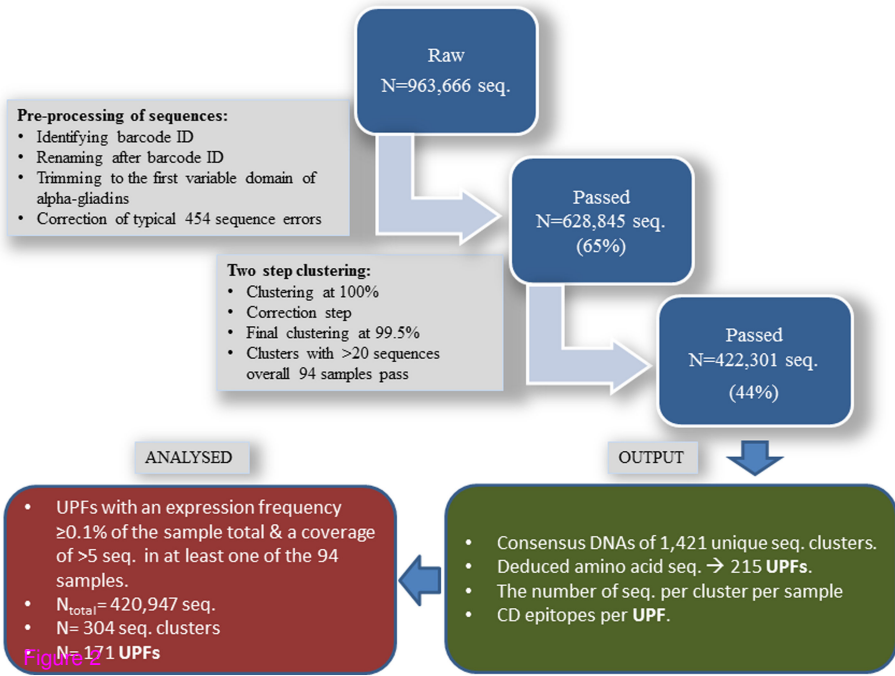 Raw
N=963,666 seq.
Pre-processing of sequences:
• Identifying barcode ID
• Renaming after barcode ID
• Trimming to the first variable domain of
alpha-gliadins
• Correction of typical 454 sequence errors
Passed
N=628,845 seq.
(65%)
Two step clustering:
• Clustering at 100%
• Correction step
• Final clustering at 99.5%
• Clusters with >20 sequences
overall 94 samples pass
Passed
N=422,301 seq.
(44%)
ANALYSED
OUTPUT
• UPFs with an expression frequency
≥0.1% of the sample total & a coverage
of >5 seq. in at least one of the 94
samples.
• Ntotal= 420,947 seq.
• N= 304 seq. clusters
• N= 171 UPFs
Figure 2
• Consensus DNAs of 1,421 unique seq. clusters.
• Deduced amino acid seq. → 215 UPFs.
• The number of seq. per cluster per sample
• CD epitopes per UPF.